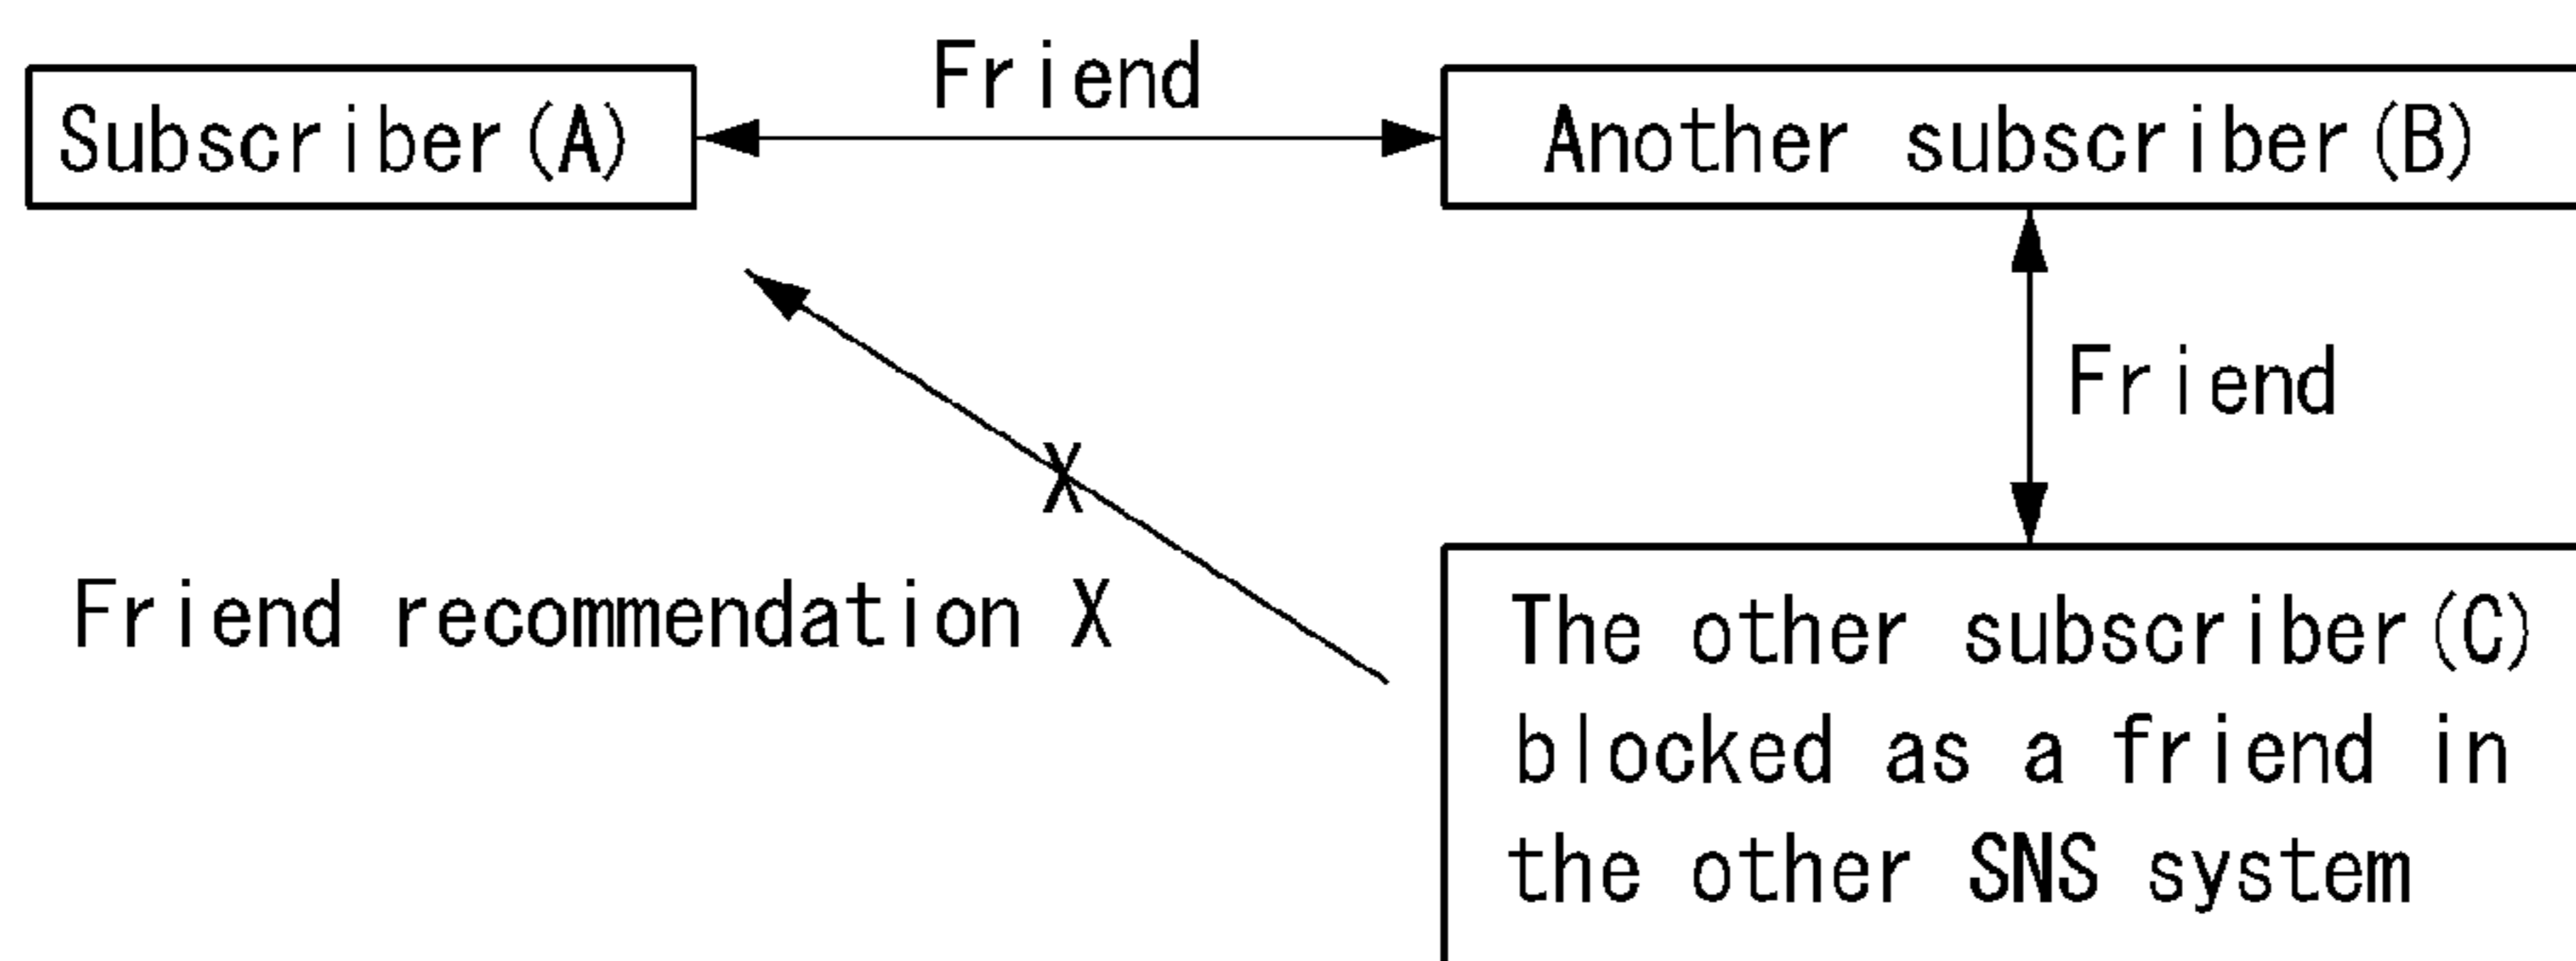 Friend
Subscriber(A)
Another subscriber(B)
Friend
X
Friend recommendation X
The other subscriber(C)
blocked as a friend in
the other SNS system